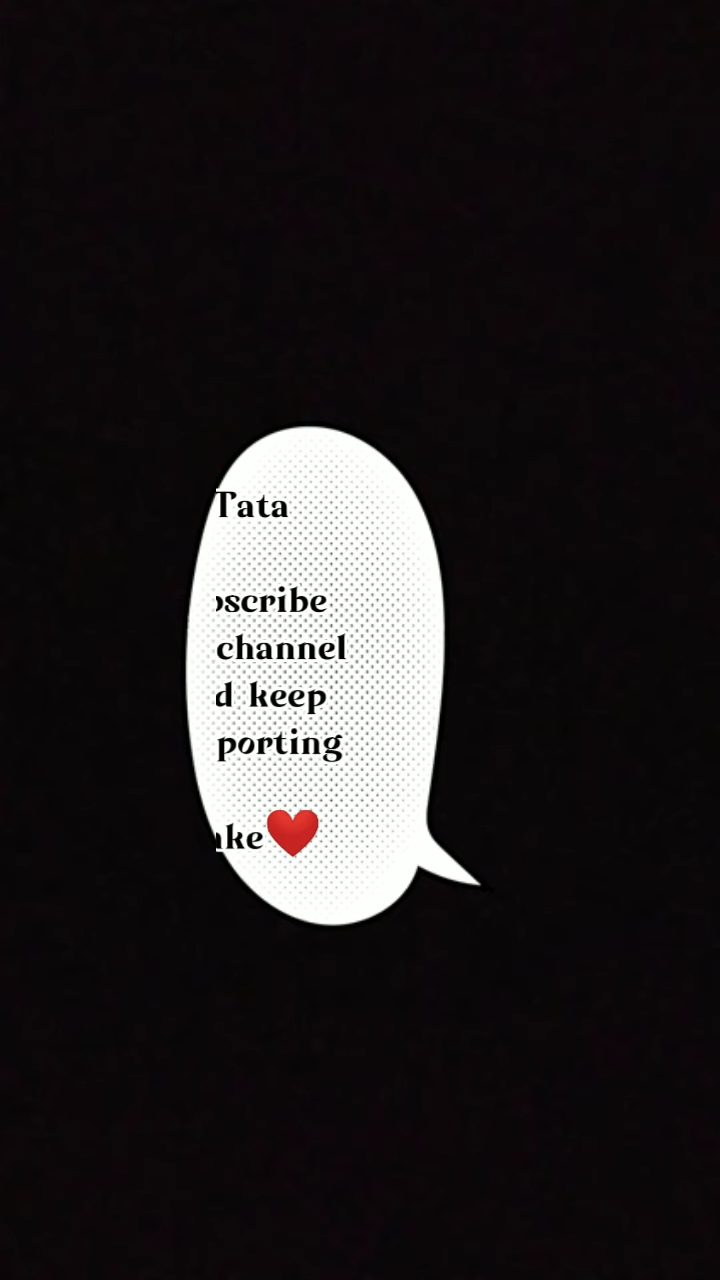 Tata
scribe
channel
d keep
porting
ke❤️